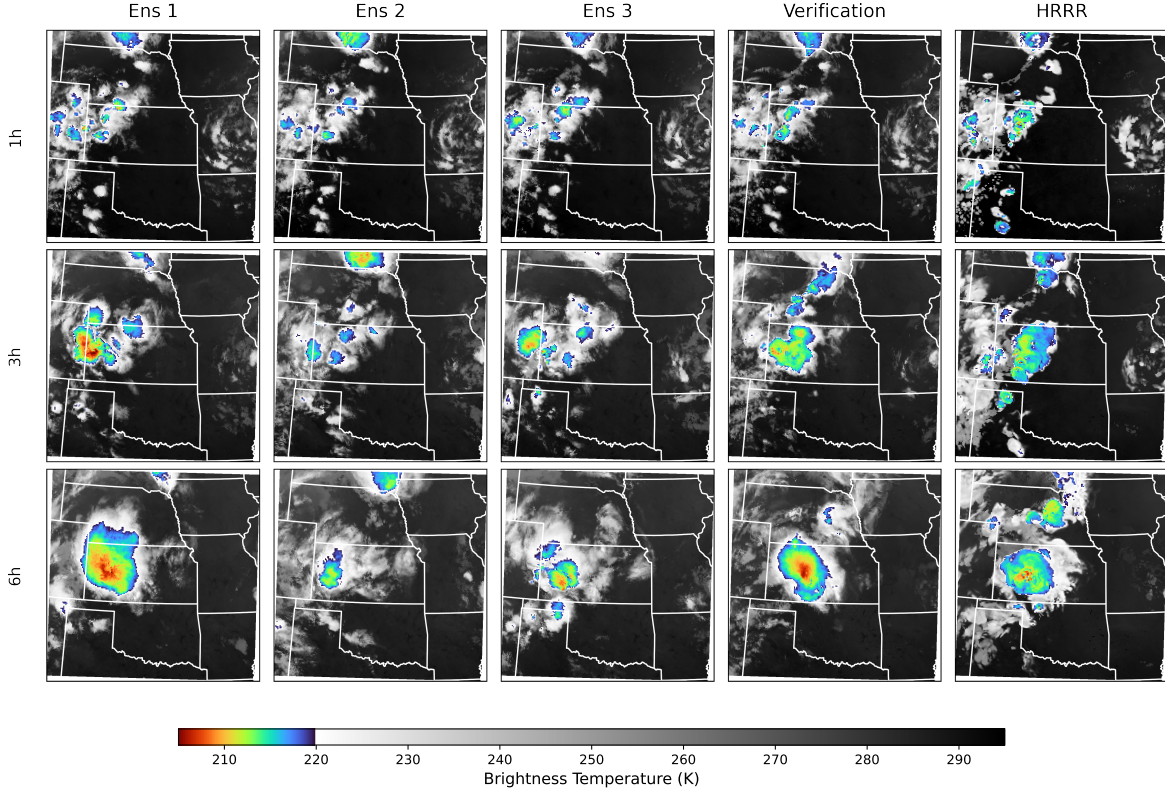 Ens 1 Ens 2 Ens 3 Verification HRRR
1h
3h
6h
210 220 230 240 250 260 270 280 290
Brightness Temperature (K)